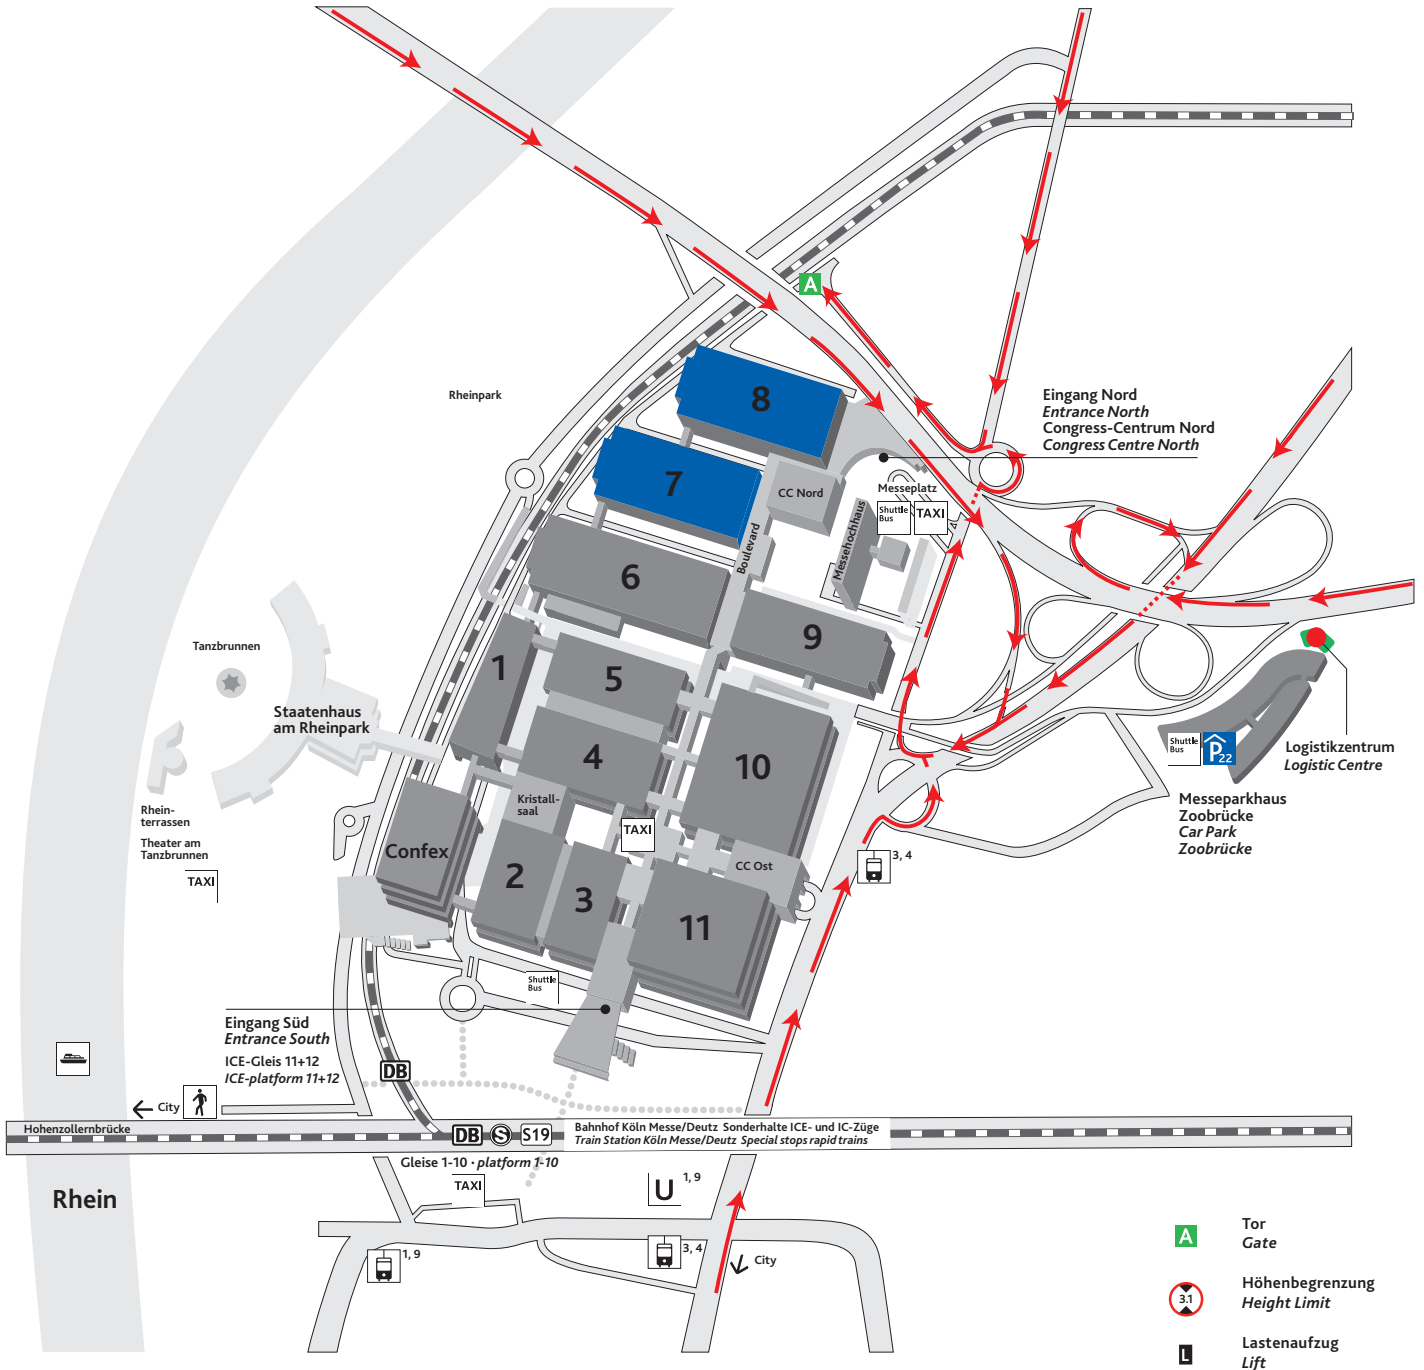 A
Rheinpark
8
Eingang Nord
Entrance North
Congress-Centrum Nord
Congress Centre North
7
CC Nord
Messeplatz
Shuttle
Bus
TAXI
Messehochhaus
Boulevard
6
9
1
5
Tanzbrunnen
Staatenhaus
am Rheinpark
4
10
Shuttle
Bus
P22
Logistikzentrum
Logistic Centre
Messeparkhaus
Zoobrücke
Car Park
Zoobrücke
Kristall-
saal
TAXI
Rhein-
terrassen
Theater am
Tanzbrunnen
TAXI
Confex
2
3
CC Ost
3, 4
11
Shuttle
Bus
Eingang Süd
Entrance South
ICE-Gleis 11+12
ICE-platform 11+12
DB
City
Hohenzollernbrücke
DB
S
S19
Bahnhof Köln Messe/Deutz Sonderhalte ICE- und IC-Züge
Train Station Köln Messe/Deutz Special stops rapid trains
Gleise 1-10 · platform 1-10
TAXI
U 1, 9
Rhein
1, 9
3, 4
City
A
Tor
Gate
3.1
Höhenbegrenzung
Height Limit
L
Lastenaufzug
Lift